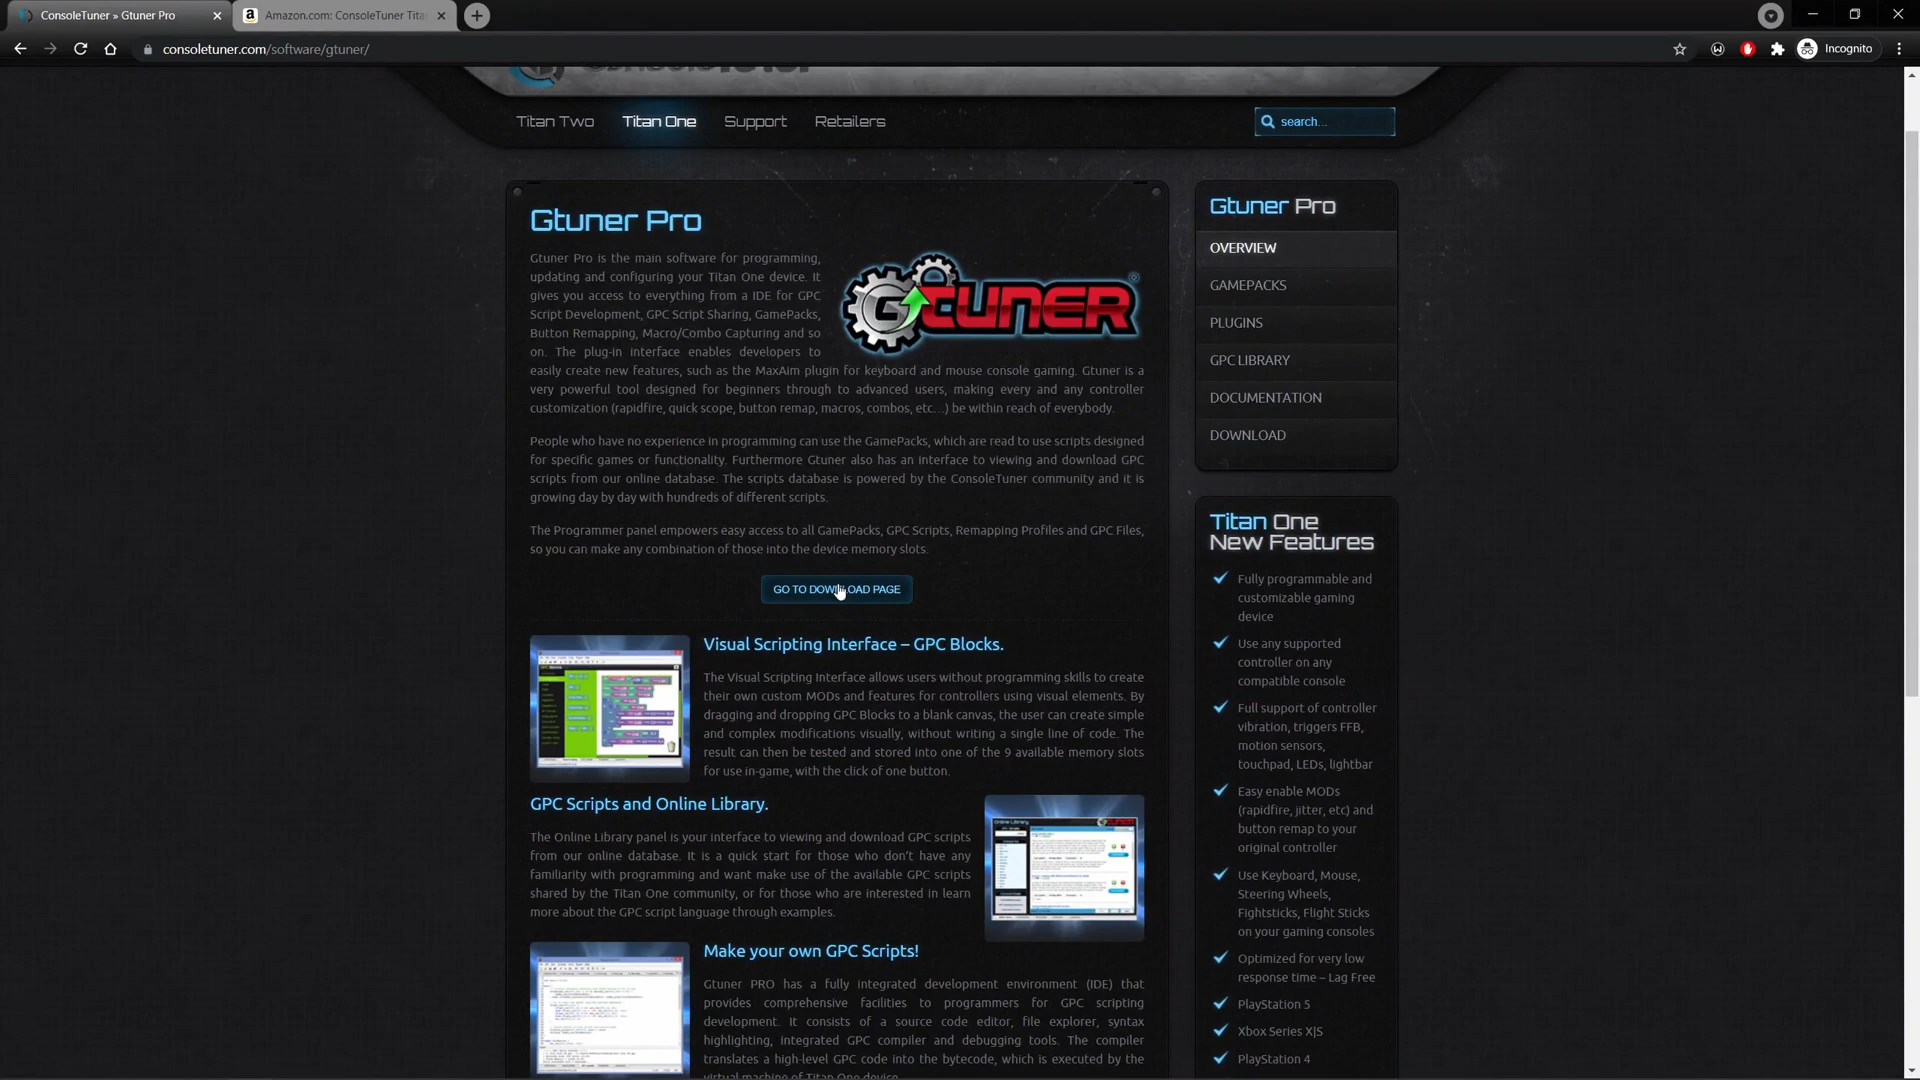 ConsoleTuner » Gtuner Pro
Amazon.com: ConsoleTuner Tita
consoletuner.com/software/gtuner/
Incognito
Titan Two
Titan One
Support
Retailers
search...
Gtuner Pro
Gtuner Pro is the main software for programming,
updating and configuring your Titan One device. It
gives you access to everything from a IDE for GPC
Script Development, GPC Script Sharing, GamePacks,
Button Remapping, Macro/Combo Capturing and so
on. The plug-in interface enables developers to
easily create new features, such as the MaxAim plugin for keyboard and mouse console gaming. Gtuner is a
very powerful tool designed for beginners through to advanced users, making every and any controller
customization (rapidfire, quick scope, button remap, macros, combos, etc...) be within reach of everybody.
GTUNER
People who have no experience in programming can use the GamePacks, which are read to use scripts designed
for specific games or functionality. Furthermore Gtuner also has an interface to viewing and download GPC
scripts from our online database. The scripts database is powered by the ConsoleTuner community and it is
growing day by day with hundreds of different scripts.
The Programmer panel empowers easy access to all GamePacks, GPC Scripts, Remapping Profiles and GPC Files,
so you can make any combination of those into the device memory slots.
GO TO DOWNLOAD PAGE
Visual Scripting Interface – GPC Blocks.
The Visual Scripting Interface allows users without programming skills to create
their own custom MODs and features for controllers using visual elements. By
dragging and dropping GPC Blocks to a blank canvas, the user can create simple
and complex modifications visually, without writing a single line of code. The
result can then be tested and stored into one of the 9 available memory slots
for use in-game, with the click of one button.
GPC Scripts and Online Library.
The Online Library panel is your interface to viewing and download GPC scripts
from our online database. It is a quick start for those who don't have any
familiarity with programming and want make use of the available GPC scripts
shared by the Titan One community, or for those who are interested in learn
more about the GPC script language through examples.
Make your own GPC Scripts!
Gtuner PRO has a fully integrated development environment (IDE) that
provides comprehensive facilities to programmers for GPC scripting
development. It consists of a source code editor, file explorer, syntax
highlighting, integrated GPC compiler and debugging tools. The compiler
translates a high-level GPC code into the bytecode, which is executed by the
virtual machine of Titan One device.
Gtuner Pro
OVERVIEW
GAMEPACKS
PLUGINS
GPC LIBRARY
DOCUMENTATION
DOWNLOAD
Titan One
New Features
Fully programmable and
customizable gaming
device
Use any supported
controller on any
compatible console
Full support of controller
vibration, triggers FFB,
motion sensors,
touchpad, LEDs, lightbar
Easy enable MODs
(rapidfire, jitter, etc) and
button remap to your
original controller
Use Keyboard, Mouse,
Steering Wheels,
Fightsticks, Flight Sticks
on your gaming consoles
Optimized for very low
response time – Lag Free
PlayStation 5
Xbox Series X|S
PlayStation 4